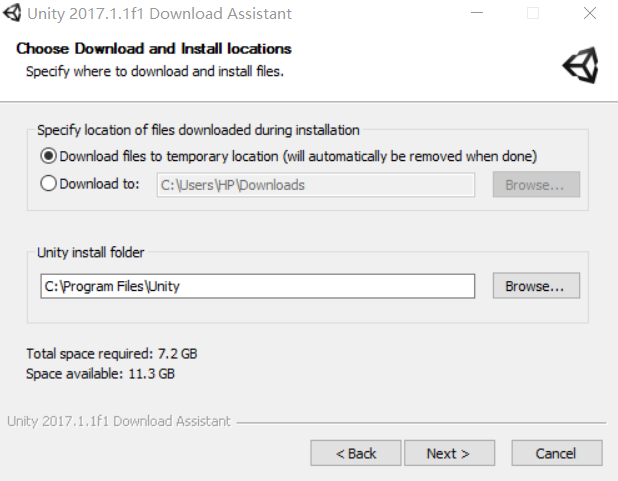 Unity 2017.1.1f1 Download Assistant
Choose Download and Install locations
Specify where to download and install files.
Specify location of files downloaded during installation
Download files to temporary location (will automatically be removed when done)
Download to: C:\Users\HP\Downloads Browse...
Unity install folder
C:\Program Files\Unity Browse...
Total space required: 7.2 GB
Space available: 11.3 GB
Unity 2017.1.1f1 Download Assistant
< Back Next > Cancel